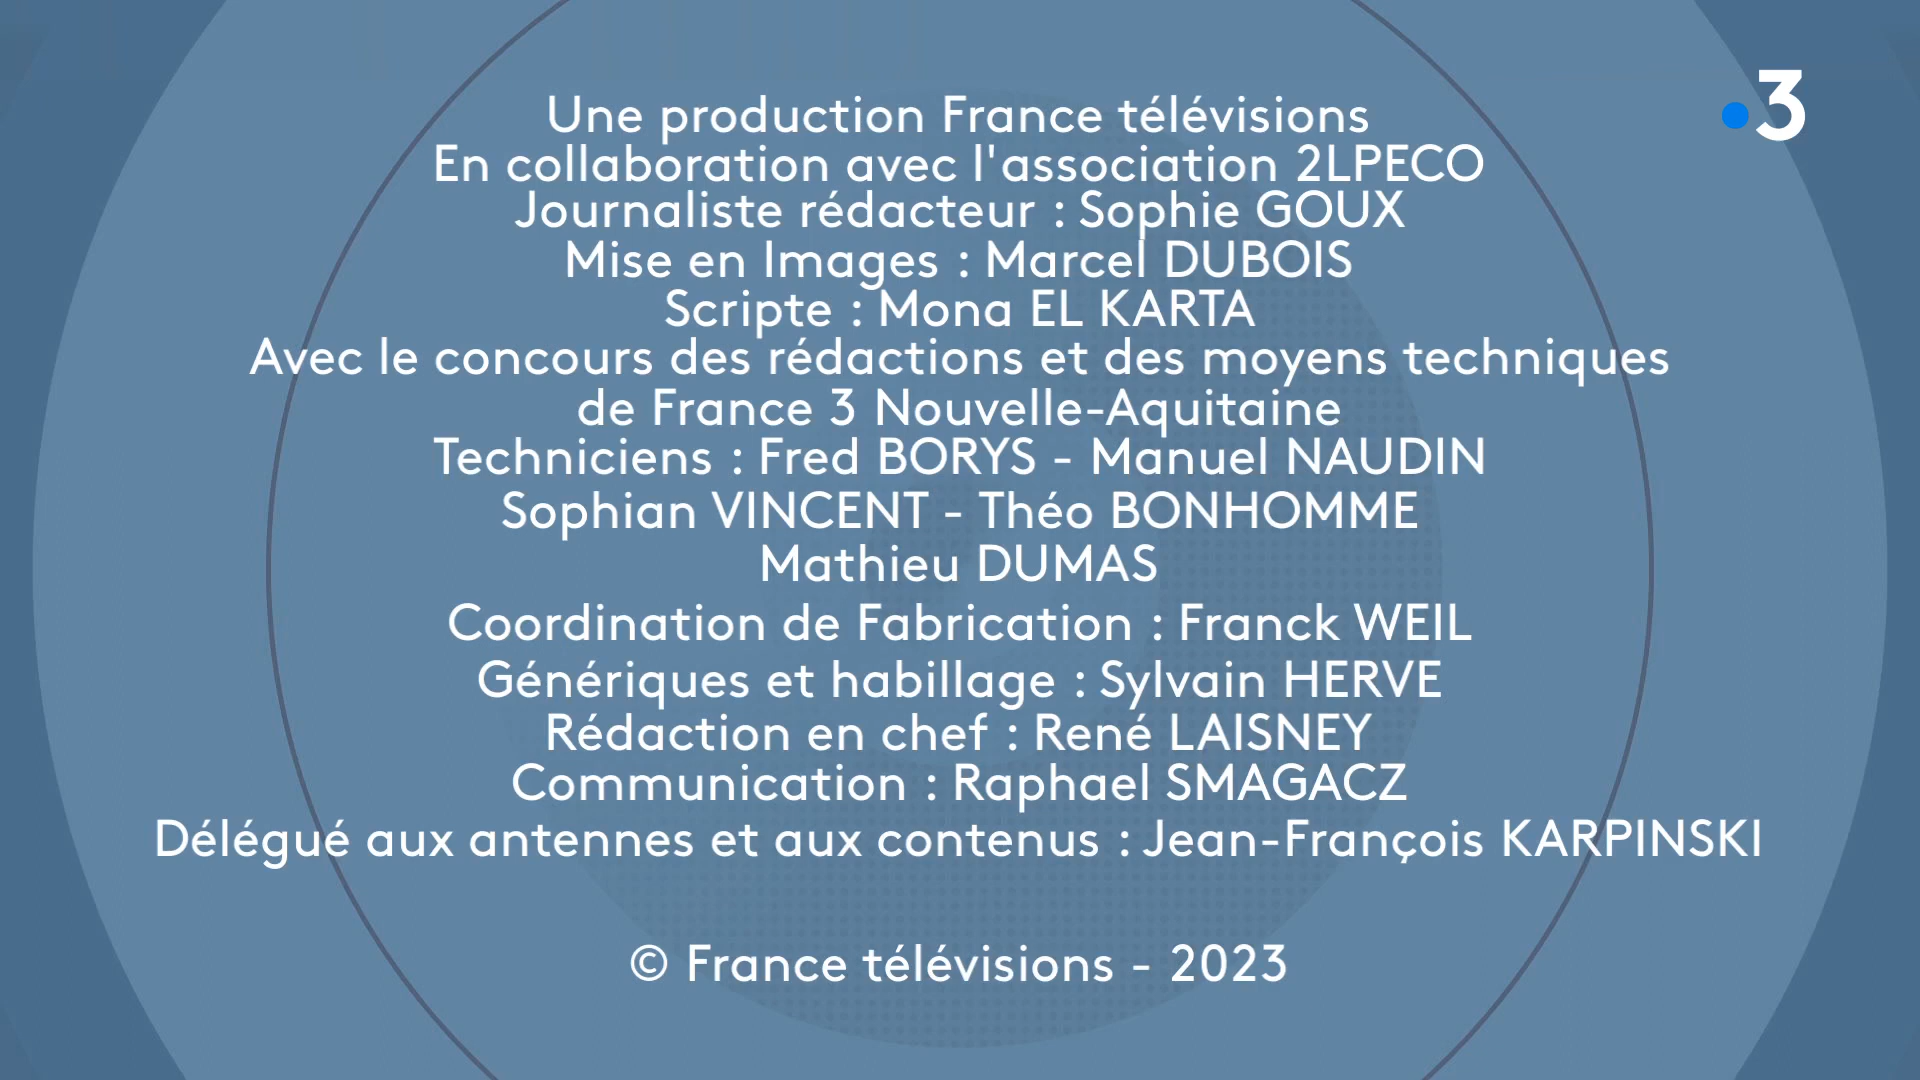 3
Une production France télévisions
En collaboration avec l'association 2LPECO
Journaliste rédacteur : Sophie GOUX
Mise en Images : Marcel DUBOIS
Scripte : Mona EL KARTA
Avec le concours des rédactions et des moyens techniques
de France 3 Nouvelle-Aquitaine
Techniciens : Fred BORYS - Manuel NAUDIN
Sophian VINCENT - Théo BONHOMME
Mathieu DUMAS
Coordination de Fabrication : Franck WEIL
Génériques et habillage : Sylvain HERVE
Rédaction en chef : René LAISNEY
Communication : Raphael SMAGACZ
Délégué aux antennes et aux contenus : Jean-François KARPINSKI
© France télévisions - 2023